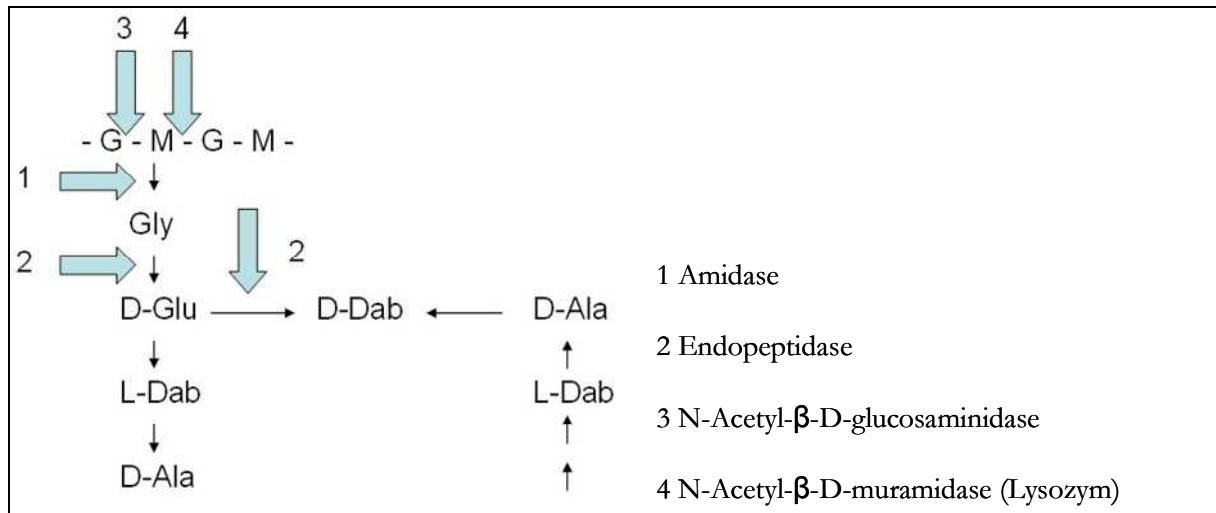 3 4
- G - M - G - M -
1
Gly
2 2
D-Glu D-Dab D-Ala
L-Dab L-Dab
D-Ala
1 Amidase
2 Endopeptidase
3 N-Acetyl-β-D-glucosaminidase
4 N-Acetyl-β-D-muramidase (Lysozym)